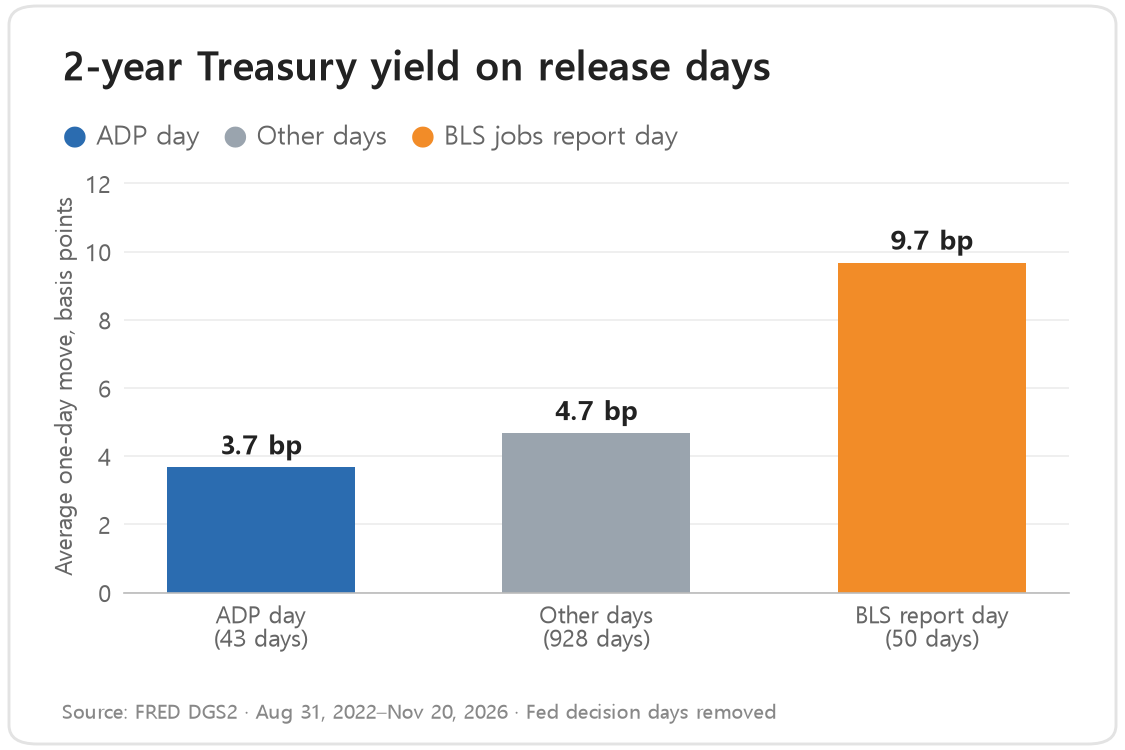 2-year Treasury yield on release days
ADP day
Other days
BLS jobs report day
Average one-day move, basis points
12
10
8
6
4
2
0
3.7 bp
4.7 bp
9.7 bp
ADP day
(43 days)
Other days
(928 days)
BLS report day
(50 days)
Source: FRED DGS2 · Aug 31, 2022–Nov 20, 2026 · Fed decision days removed